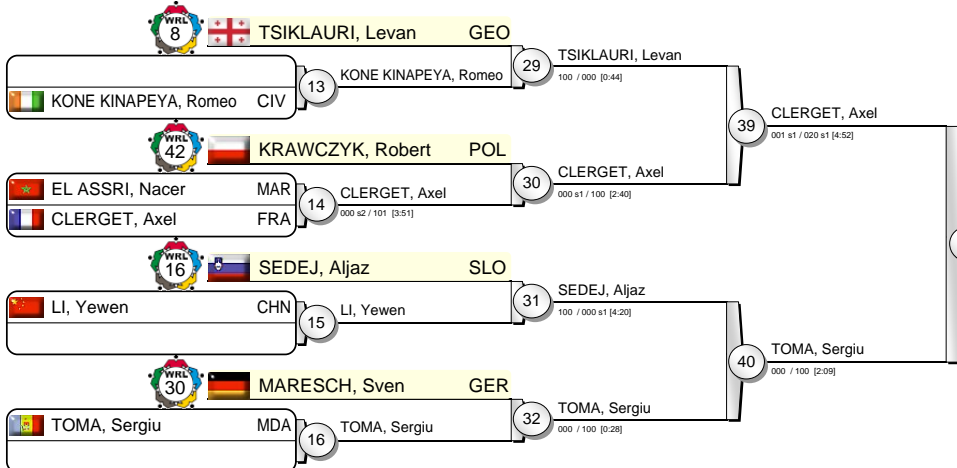 WRL
8
TSIKLAURI, Levan GEO
KONE KINAPEYA, Romeo CIV
13
KONE KINAPEYA, Romeo
29
TSIKLAURI, Levan
100 / 000 [0:44]
WRL
42
KRAWCZYK, Robert POL
EL ASSRI, Nacer MAR
CLERGET, Axel FRA
14
CLERGET, Axel
000 s2 / 101 [3:51]
30
CLERGET, Axel
000 s1 / 100 [2:40]
39
CLERGET, Axel
001 s1 / 020 s1 [4:52]
WRL
16
SEDEJ, Aljaz SLO
LI, Yewen CHN
15
LI, Yewen
31
SEDEJ, Aljaz
100 / 000 s1 [4:20]
WRL
30
MARESCH, Sven GER
TOMA, Sergiu MDA
16
TOMA, Sergiu
32
TOMA, Sergiu
000 / 100 [0:28]
40
TOMA, Sergiu
000 / 100 [2:09]